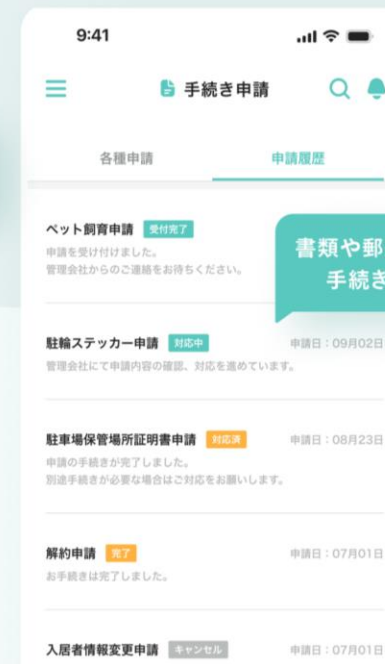 9:41
手続き申請
各種申請 申請履歴
ペット飼育申請 受付完了
申請を受け付けました。
管理会社からのご連絡をお待ちください。
書類や郵
手続き
駐輪ステッカー申請 対応中 申請日：09月02日
管理会社にて申請内容の確認、対応を進めています。
駐車場保管場所証明書申請 対応済 申請日：08月23日
申請の手続きが完了しました。
別途手続きが必要な場合はご対応をお願いします。
解約申請 完了 申請日：07月01日
お手続きは完了しました。
入居者情報変更申請 キャンセル 申請日：07月01日